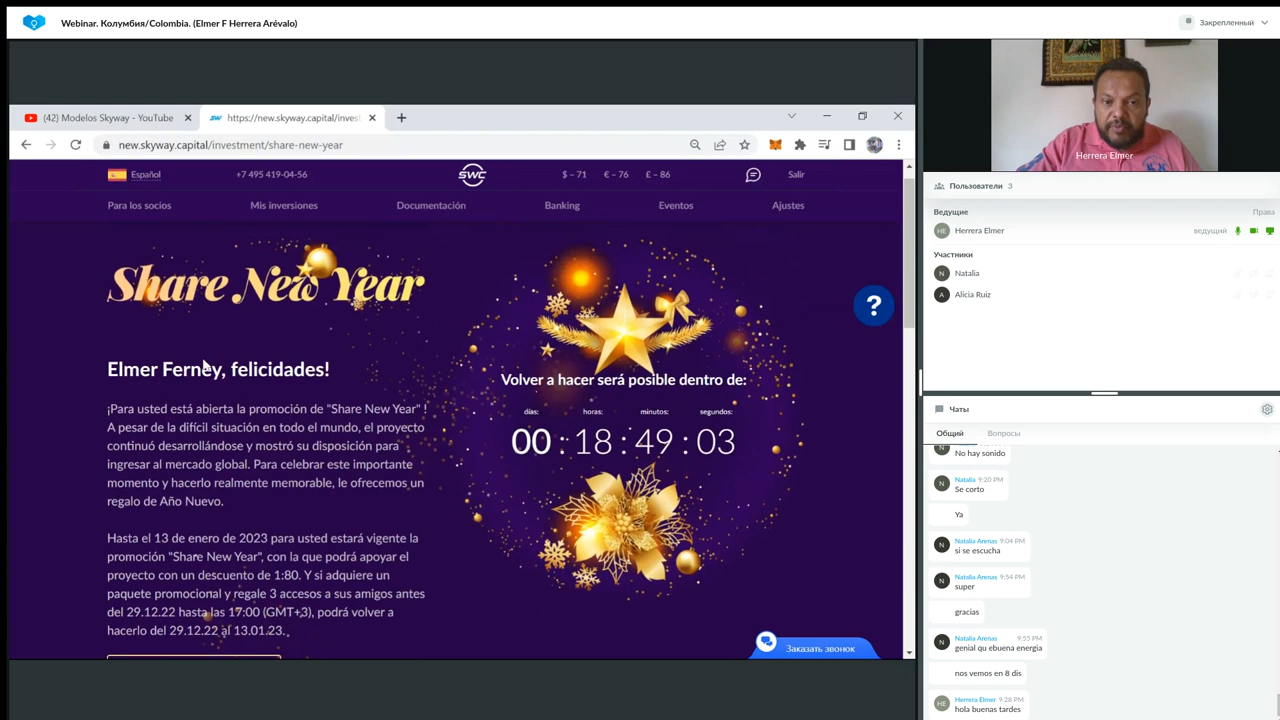 Webinar. Колумбия/Colombia. (Elmer F Herrera Arévalo)
Закрепленный
(42) Modelos Skyway - YouTube
https://new.skyway.capital/invest
new.skyway.capital/investment/share-new-year
Español
+7 495 419-04-56
SWC
$ – 71
€ – 76
£ – 86
Salir
Para los socios
Mis inversiones
Documentación
Banking
Eventos
Ajustes
Share New Year
Elmer Ferney, felicidades!
¡Para usted está abierta la promoción de "Share New Year" !
A pesar de la difícil situación en todo el mundo, el proyecto
continuó desarrollándose y nuestra disposición para
ingresar al mercado global. Para celebrar este importante
momento y hacerlo realmente memorable, le ofrecemos un
regalo de Año Nuevo.
Hasta el 13 de enero de 2023 para usted estará vigente la
promoción "Share New Year", con la que podrá apoyar el
proyecto con un descuento de 1:80. Y si adquiere un
paquete promocional y regale 3 accesos a sus amigos antes
del 29.12.22 hasta las 17:00 (GMT+3), podrá volver a
hacerlo del 29.12.22 al 13.01.23.
Volver a hacer será posible dentro de:
días:
horas:
minutos:
segundos:
00 : 18 : 49 : 03
?
Заказать звонок
Herrera Elmer
Пользователи 3
Ведущие
Права
HE
Herrera Elmer
ведущий
Участники
N
Natalia
A
Alicia Ruiz
Чаты
Общий
Вопросы
N
No hay sonido
N
Natalia 9:20 PM
Se corto
Ya
N
Natalia Arenas 9:04 PM
si se escucha
N
Natalia Arenas 9:54 PM
super
gracias
N
Natalia Arenas 9:55 PM
genial qu ebuena energia
nos vemos en 8 dis
HE
Herrera Elmer 9:28 PM
hola buenas tardes